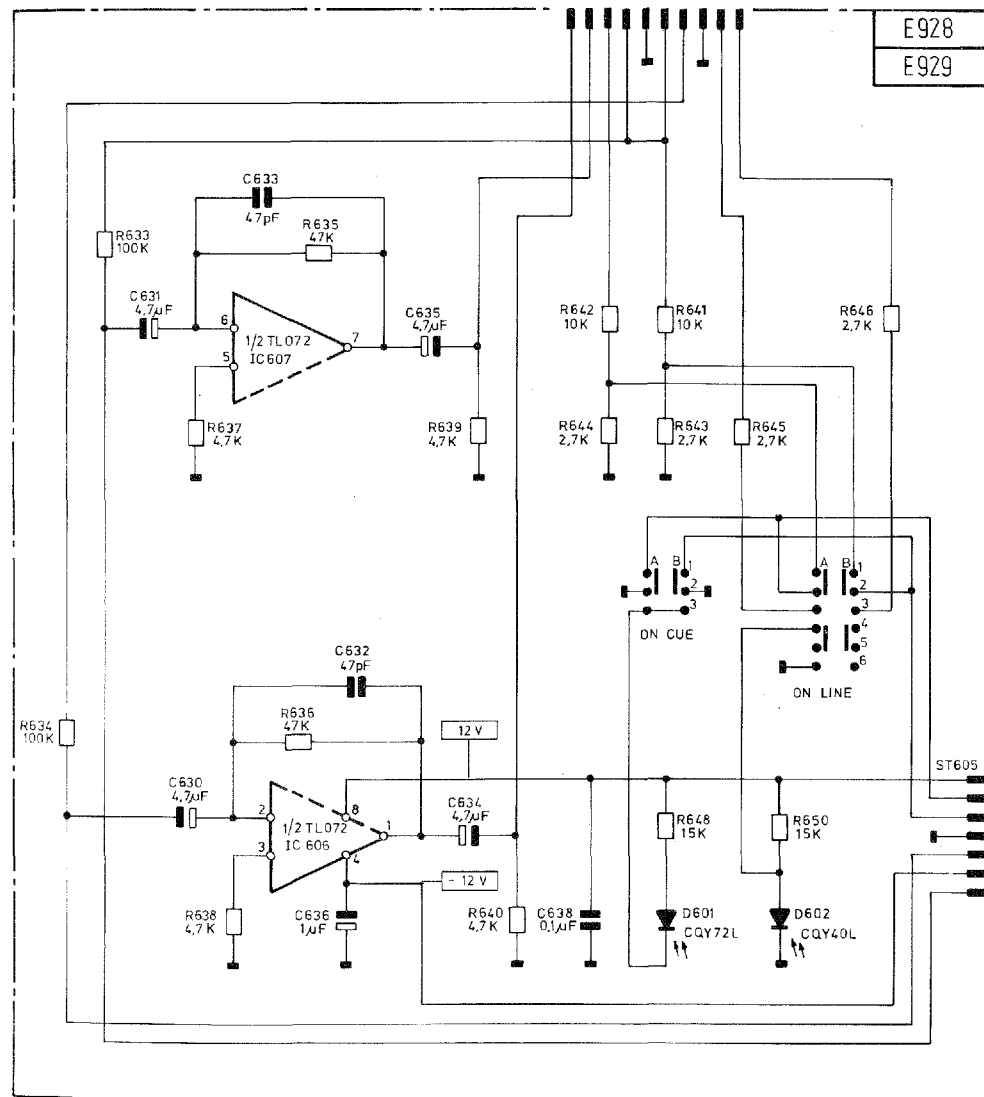 E928
E929
C633
47pF
R635
47K
R633
100K
C631
4,7µF
6
1/2 TL072
IC607
5
7
C635
4,7µF
R637
4,7K
R639
4,7K
R642
10K
R641
10K
R646
2,7K
R644
2,7K
R643
2,7K
R645
2,7K
A B 1
2
3
ON CUE
A B 1
2
3
4
5
6
ON LINE
C632
47pF
R636
47K
R634
100K
12 V
ST605
C630
4,7µF
2
8
1
1/2 TL072
IC 606
3
4
C634
4,7µF
- 12 V
R648
15K
R650
15K
R638
4,7K
C636
1µF
R640
4,7K
C638
0,1µF
D601
CQY72L
D602
CQY40L